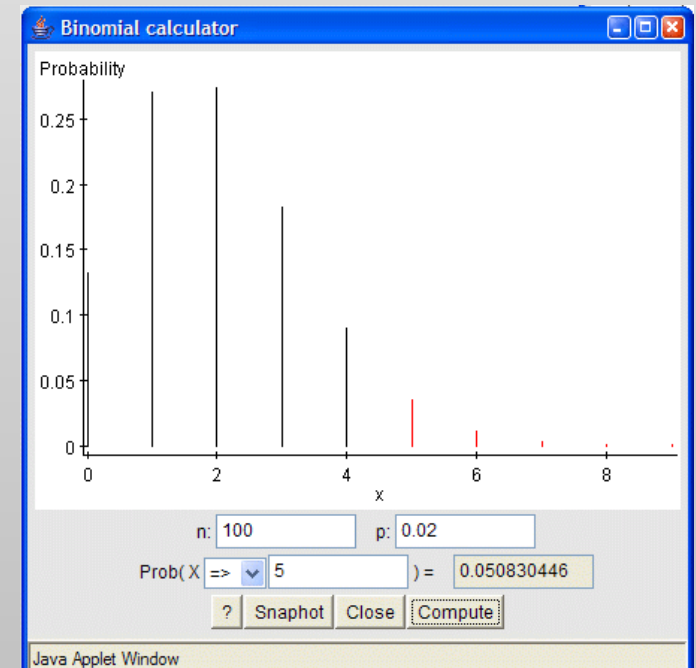 Binomial calculator
Probability
0.25
0.2
0.15
0.1
0.05
0
0 2 4 6 8
x
n: 100 p: 0.02
Prob( X => 5 ) = 0.050830446
? Snaphot Close Compute
Java Applet Window